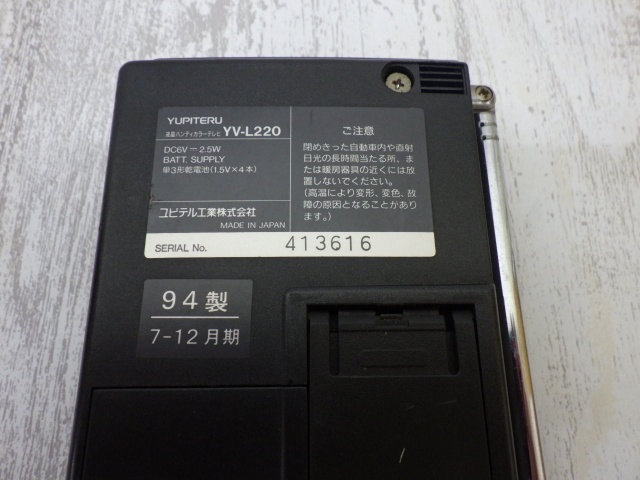 YUPITERU
液晶ハンディカラーテレビ YV-L220
DC6V ⎓ 2.5W
BATT. SUPPLY
単3形乾電池(1.5V×4本)
ユピテル工業株式会社
MADE IN JAPAN
ご注意
閉めきった自動車内や直射
日光の長時間当たる所、ま
たは暖房器具の近くには放
置しないでください。
(高温により変形、変色、故
障の原因となることがあり
ます。)
SERIAL No. 413616
94製
7-12月期